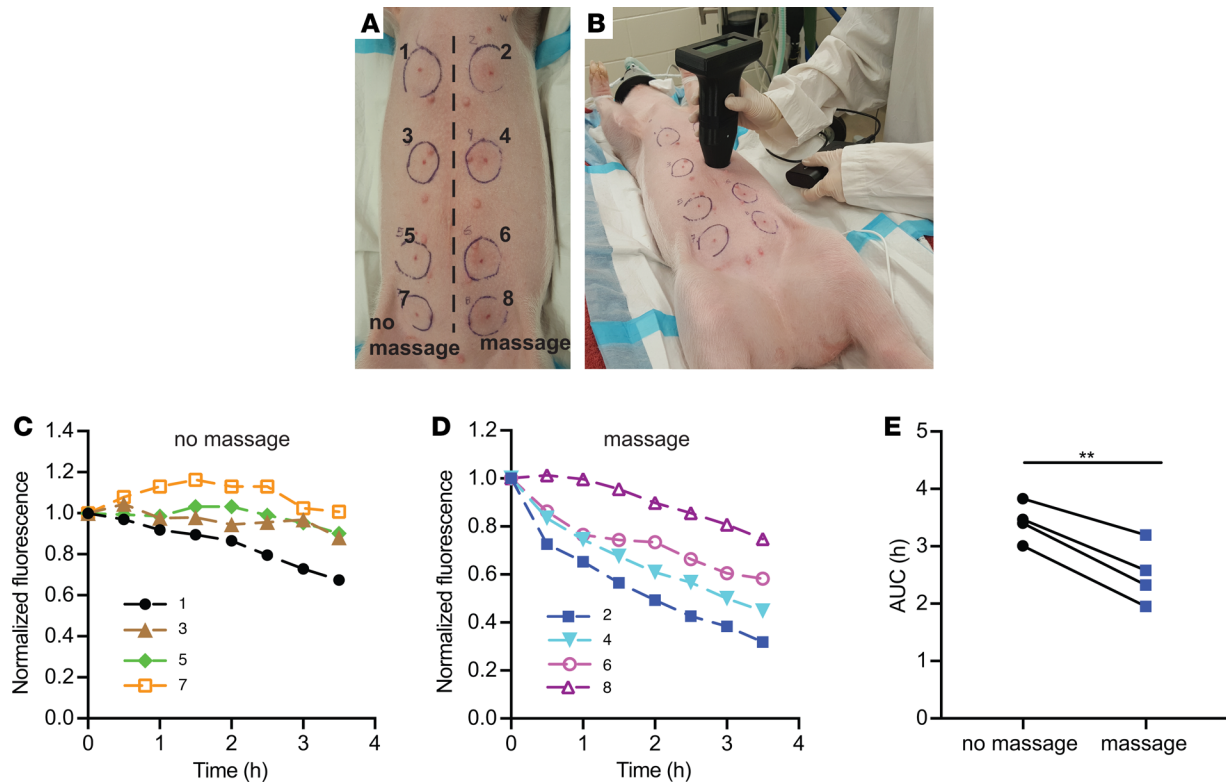 A
B
1
2
3
4
5
6
7
8
no
massage
massage
C
no massage
1.4
1.2
1.0
0.8
0.6
0.4
0.2
0.0
Normalized fluorescence
1
3
5
7
0 1 2 3 4
Time (h)
D
massage
1.2
1.0
0.8
0.6
0.4
0.2
0.0
Normalized fluorescence
2
4
6
8
0 1 2 3 4
Time (h)
E
**
5
4
3
2
1
0
AUC (h)
no massage massage